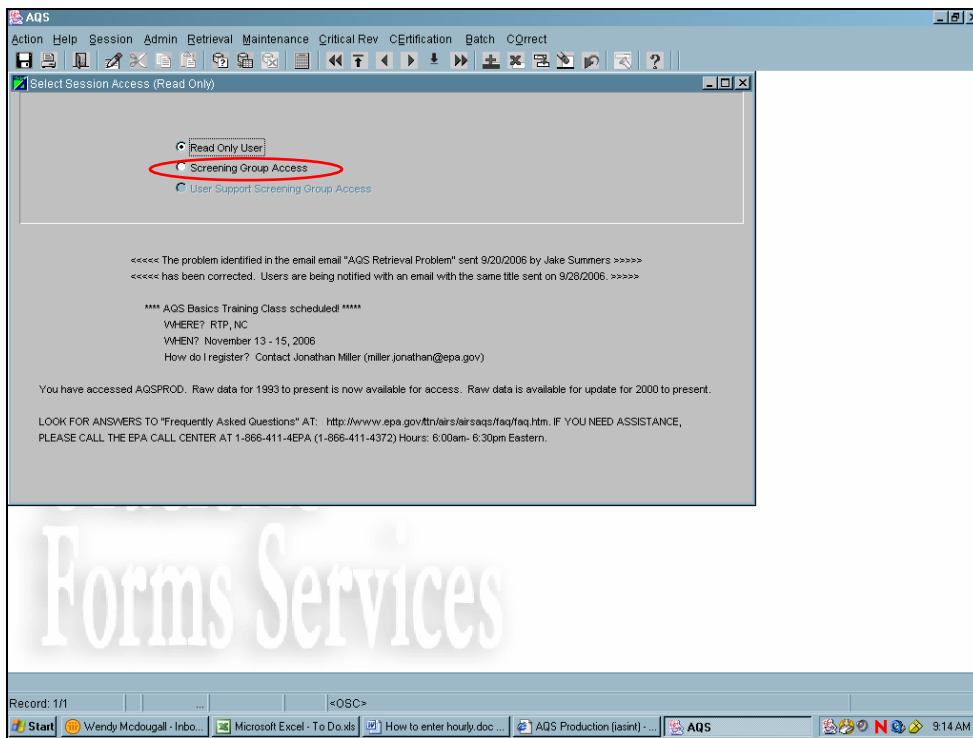 AQS
Action Help Session Admin Retrieval Maintenance Critical Rev CErtification Batch COrrect
Select Session Access (Read Only)
Read Only User
Screening Group Access
User Support Screening Group Access
<<<<< The problem identified in the email email "AQS Retrieval Problem" sent 9/20/2006 by Jake Summers >>>>>
<<<<< has been corrected. Users are being notified with an email with the same title sent on 9/28/2006. >>>>>
**** AQS Basics Training Class scheduled! *****
WHERE? RTP, NC
WHEN? November 13 - 15, 2006
How do I register? Contact Jonathan Miller (miller.jonathan@epa.gov)
You have accessed AQSPROD. Raw data for 1993 to present is now available for access. Raw data is available for update for 2000 to present.
LOOK FOR ANSWERS TO "Frequently Asked Questions" AT: http://www.epa.gov/ttn/airs/airsaqs/faq/faq.htm. IF YOU NEED ASSISTANCE,
PLEASE CALL THE EPA CALL CENTER AT 1-866-411-4EPA (1-866-411-4372) Hours: 6:00am- 6:30pm Eastern.
Forms Services
Record: 1/1 ... <OSC>
Start Wendy Mcdougall - Inbo... Microsoft Excel - To Do.xls How to enter hourly.doc ... AQS Production (iasint) - ... AQS N 9:14 AM